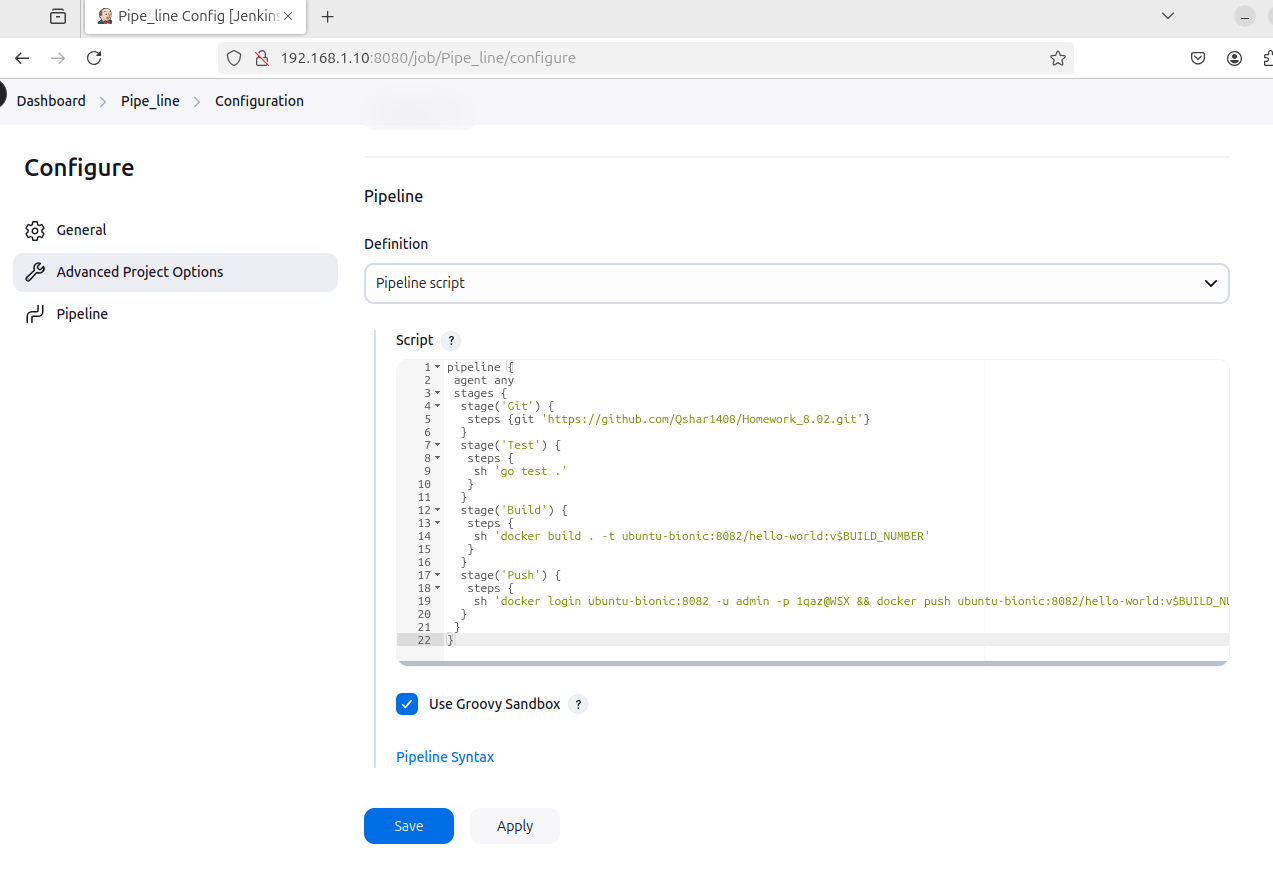 Pipe_line Config [Jenkins
192.168.1.10:8080/job/Pipe_line/configure
Dashboard Pipe_line Configuration
Configure
General
Advanced Project Options
Pipeline
Pipeline
Definition
Pipeline script
Script ?
1 pipeline {
2 agent any
3 stages {
4 stage('Git') {
5 steps {git 'https://github.com/Qshar1408/Homework_8.02.git'}
6 }
7 stage('Test') {
8 steps {
9 sh 'go test .'
10 }
11 }
12 stage('Build') {
13 steps {
14 sh 'docker build . -t ubuntu-bionic:8082/hello-world:v$BUILD_NUMBER'
15 }
16 }
17 stage('Push') {
18 steps {
19 sh 'docker login ubuntu-bionic:8082 -u admin -p 1qaz@WSX && docker push ubuntu-bionic:8082/hello-world:v$BUILD_NU
20 }
21 }
22 }
Use Groovy Sandbox ?
Pipeline Syntax
Save Apply